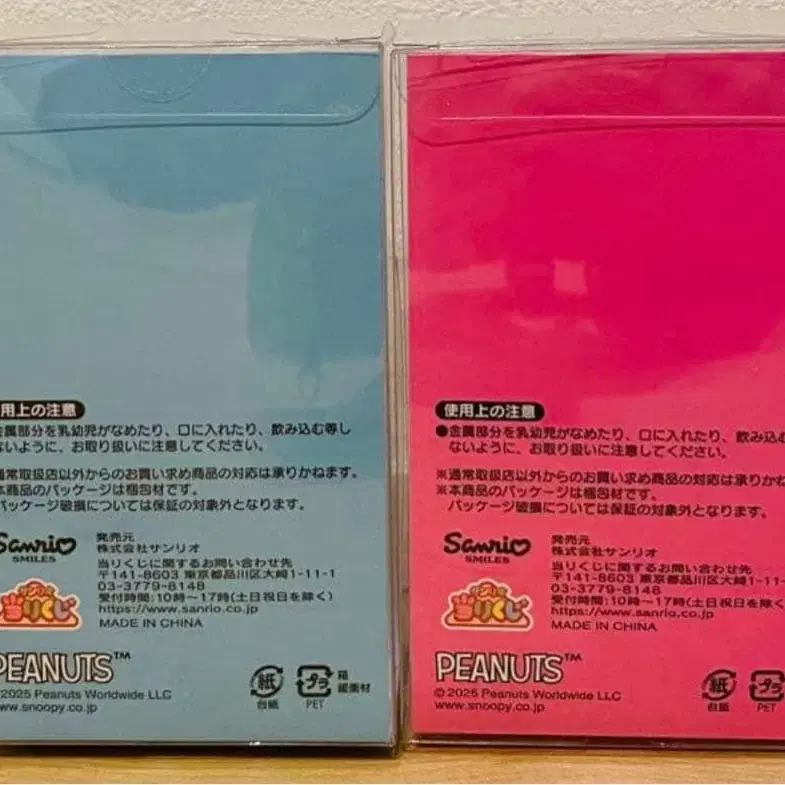 用上の注意
金属部分を乳幼児がなめたり、口に入れたり、飲み込む等し
ないように、お取り扱いに注意してください。
通常取扱店以外からのお買い求め商品の対応は承りかねます。
本商品のパッケージは梱包材です。
パッケージ破損については保証の対象外となります。
Sanrio
SMILES
発売元
株式会社サンリオ
当りくじに関するお問い合わせ先
〒141-8603 東京都品川区大崎1-11-1
03-3779-8148
受付時間:10時~17時(土日祝日を除く)
https://www.sanrio.co.jp
MADE IN CHINA
当りくじ
PEANUTS™
2025 Peanuts Worldwide LLC
www.snoopy.co.jp
紙
台紙
プラ
PET
箱
緩衝材
使用上の注意
●金属部分を乳幼児がなめたり、口に入れたり、飲み込む
ないように、お取り扱いに注意してください。
※通常取扱店以外からのお買い求め商品の対応は承りかね
※本商品のパッケージは梱包材です。
パッケージ破損については保証の対象外となります。
Sanrio
SMILES
発売元
株式会社サンリオ
当りくじに関するお問い合わせ先
〒141-8603 東京都品川区大崎1-
03-3779-8148
受付時間:10時~17時(土日祝日を除く
https://www.sanrio.co.jp
MADE IN CHINA
当りくじ
PEANUTS™
© 2025 Peanuts Worldwide LLC
www.snoopy.co.jp
紙
台紙
プラ
PET